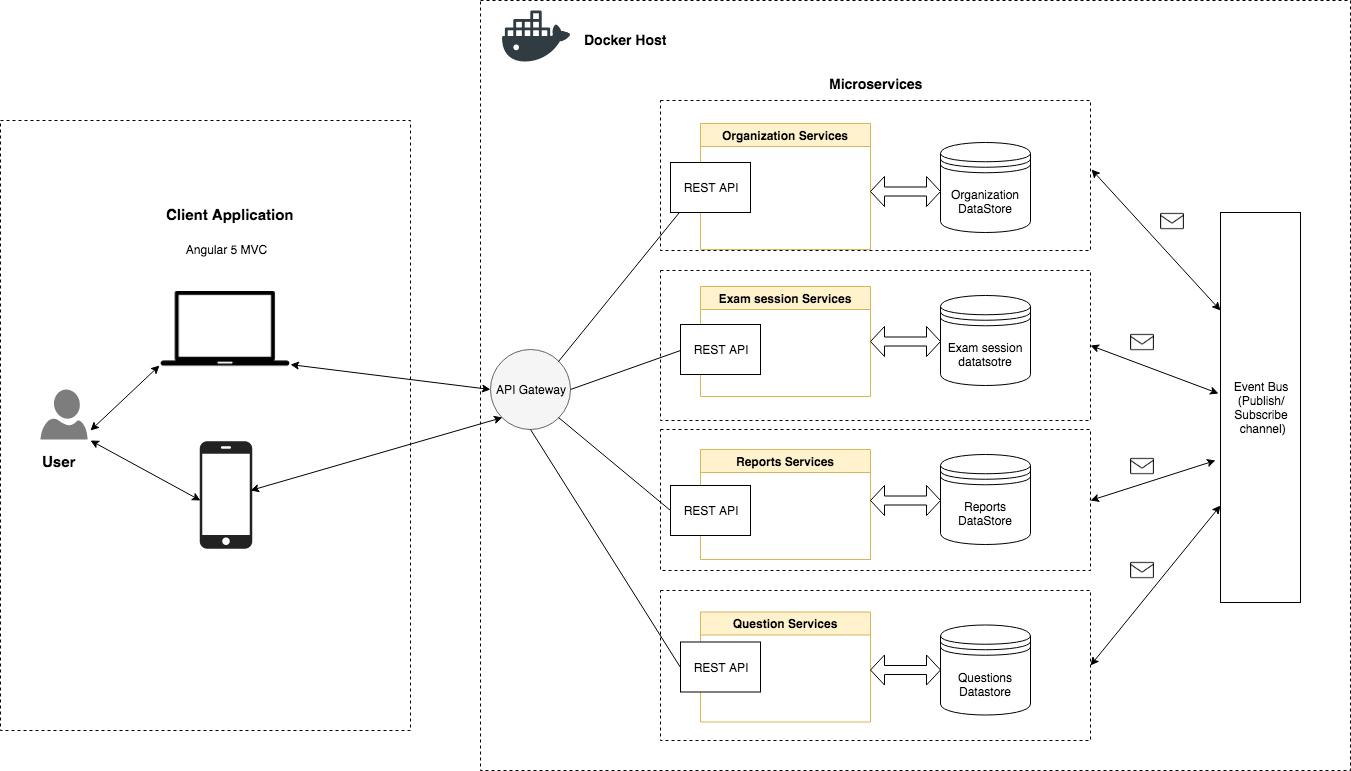 Docker Host
Microservices
Client Application
Angular 5 MVC
User
API Gateway
Organization Services
REST API
Organization
DataStore
Exam session Services
REST API
Exam session
datatsotre
Reports Services
REST API
Reports
DataStore
Question Services
REST API
Questions
Datastore
Event Bus
(Publish/
Subscribe
channel)